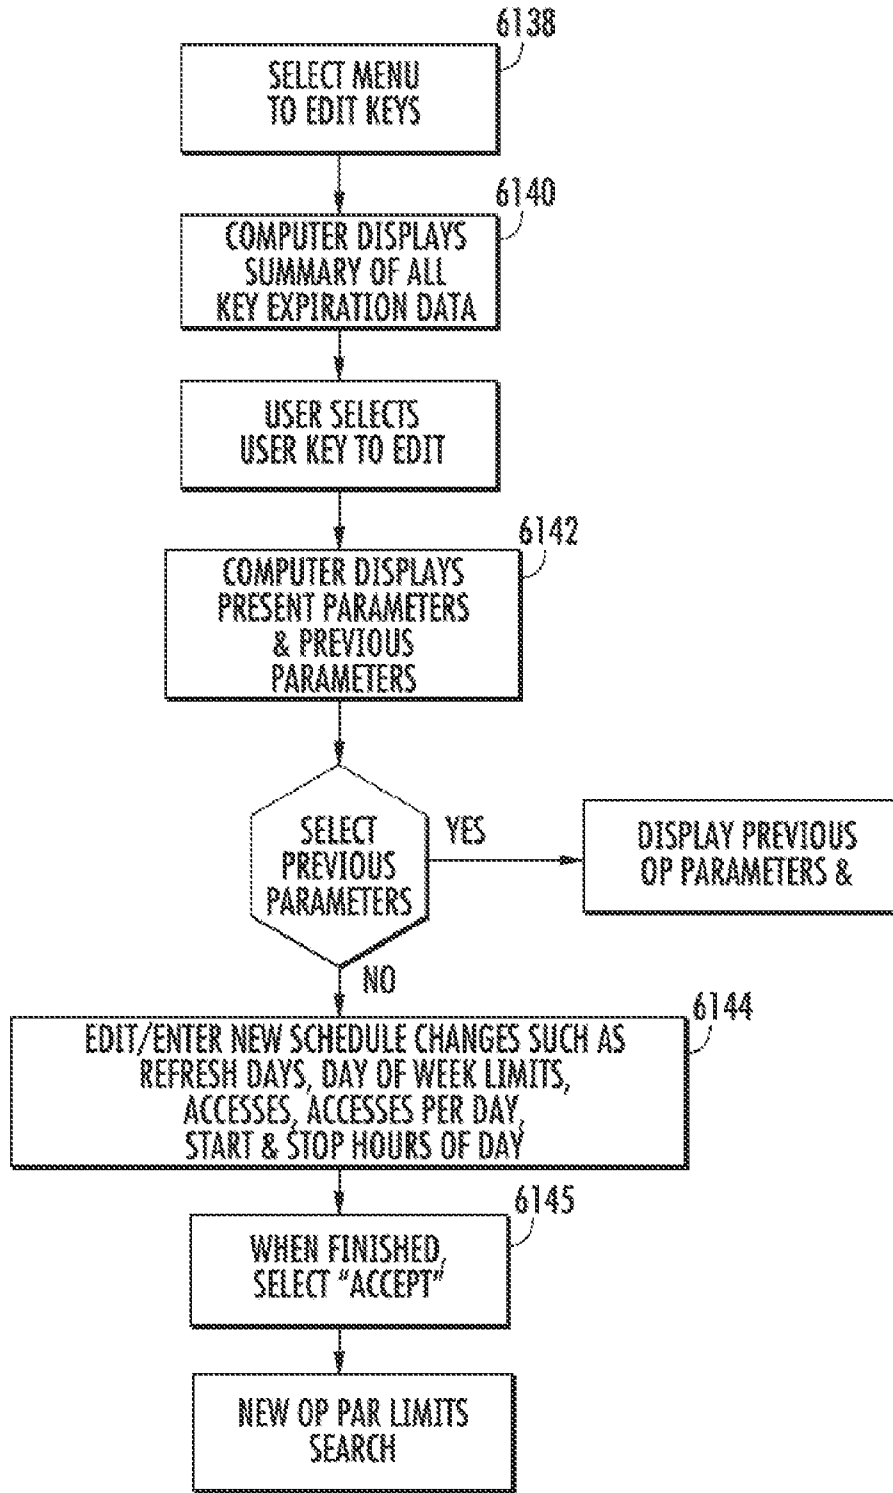 6138
SELECT MENU
TO EDIT KEYS
6140
COMPUTER DISPLAYS
SUMMARY OF ALL
KEY EXPIRATION DATA
USER SELECTS
USER KEY TO EDIT
6142
COMPUTER DISPLAYS
PRESENT PARAMETERS
& PREVIOUS
PARAMETERS
SELECT
PREVIOUS
PARAMETERS
YES
DISPLAY PREVIOUS
OP PARAMETERS &
NO
6144
EDIT/ENTER NEW SCHEDULE CHANGES SUCH AS
REFRESH DAYS, DAY OF WEEK LIMITS,
ACCESSES, ACCESSES PER DAY,
START & STOP HOURS OF DAY
6145
WHEN FINISHED,
SELECT "ACCEPT"
NEW OP PAR LIMITS
SEARCH